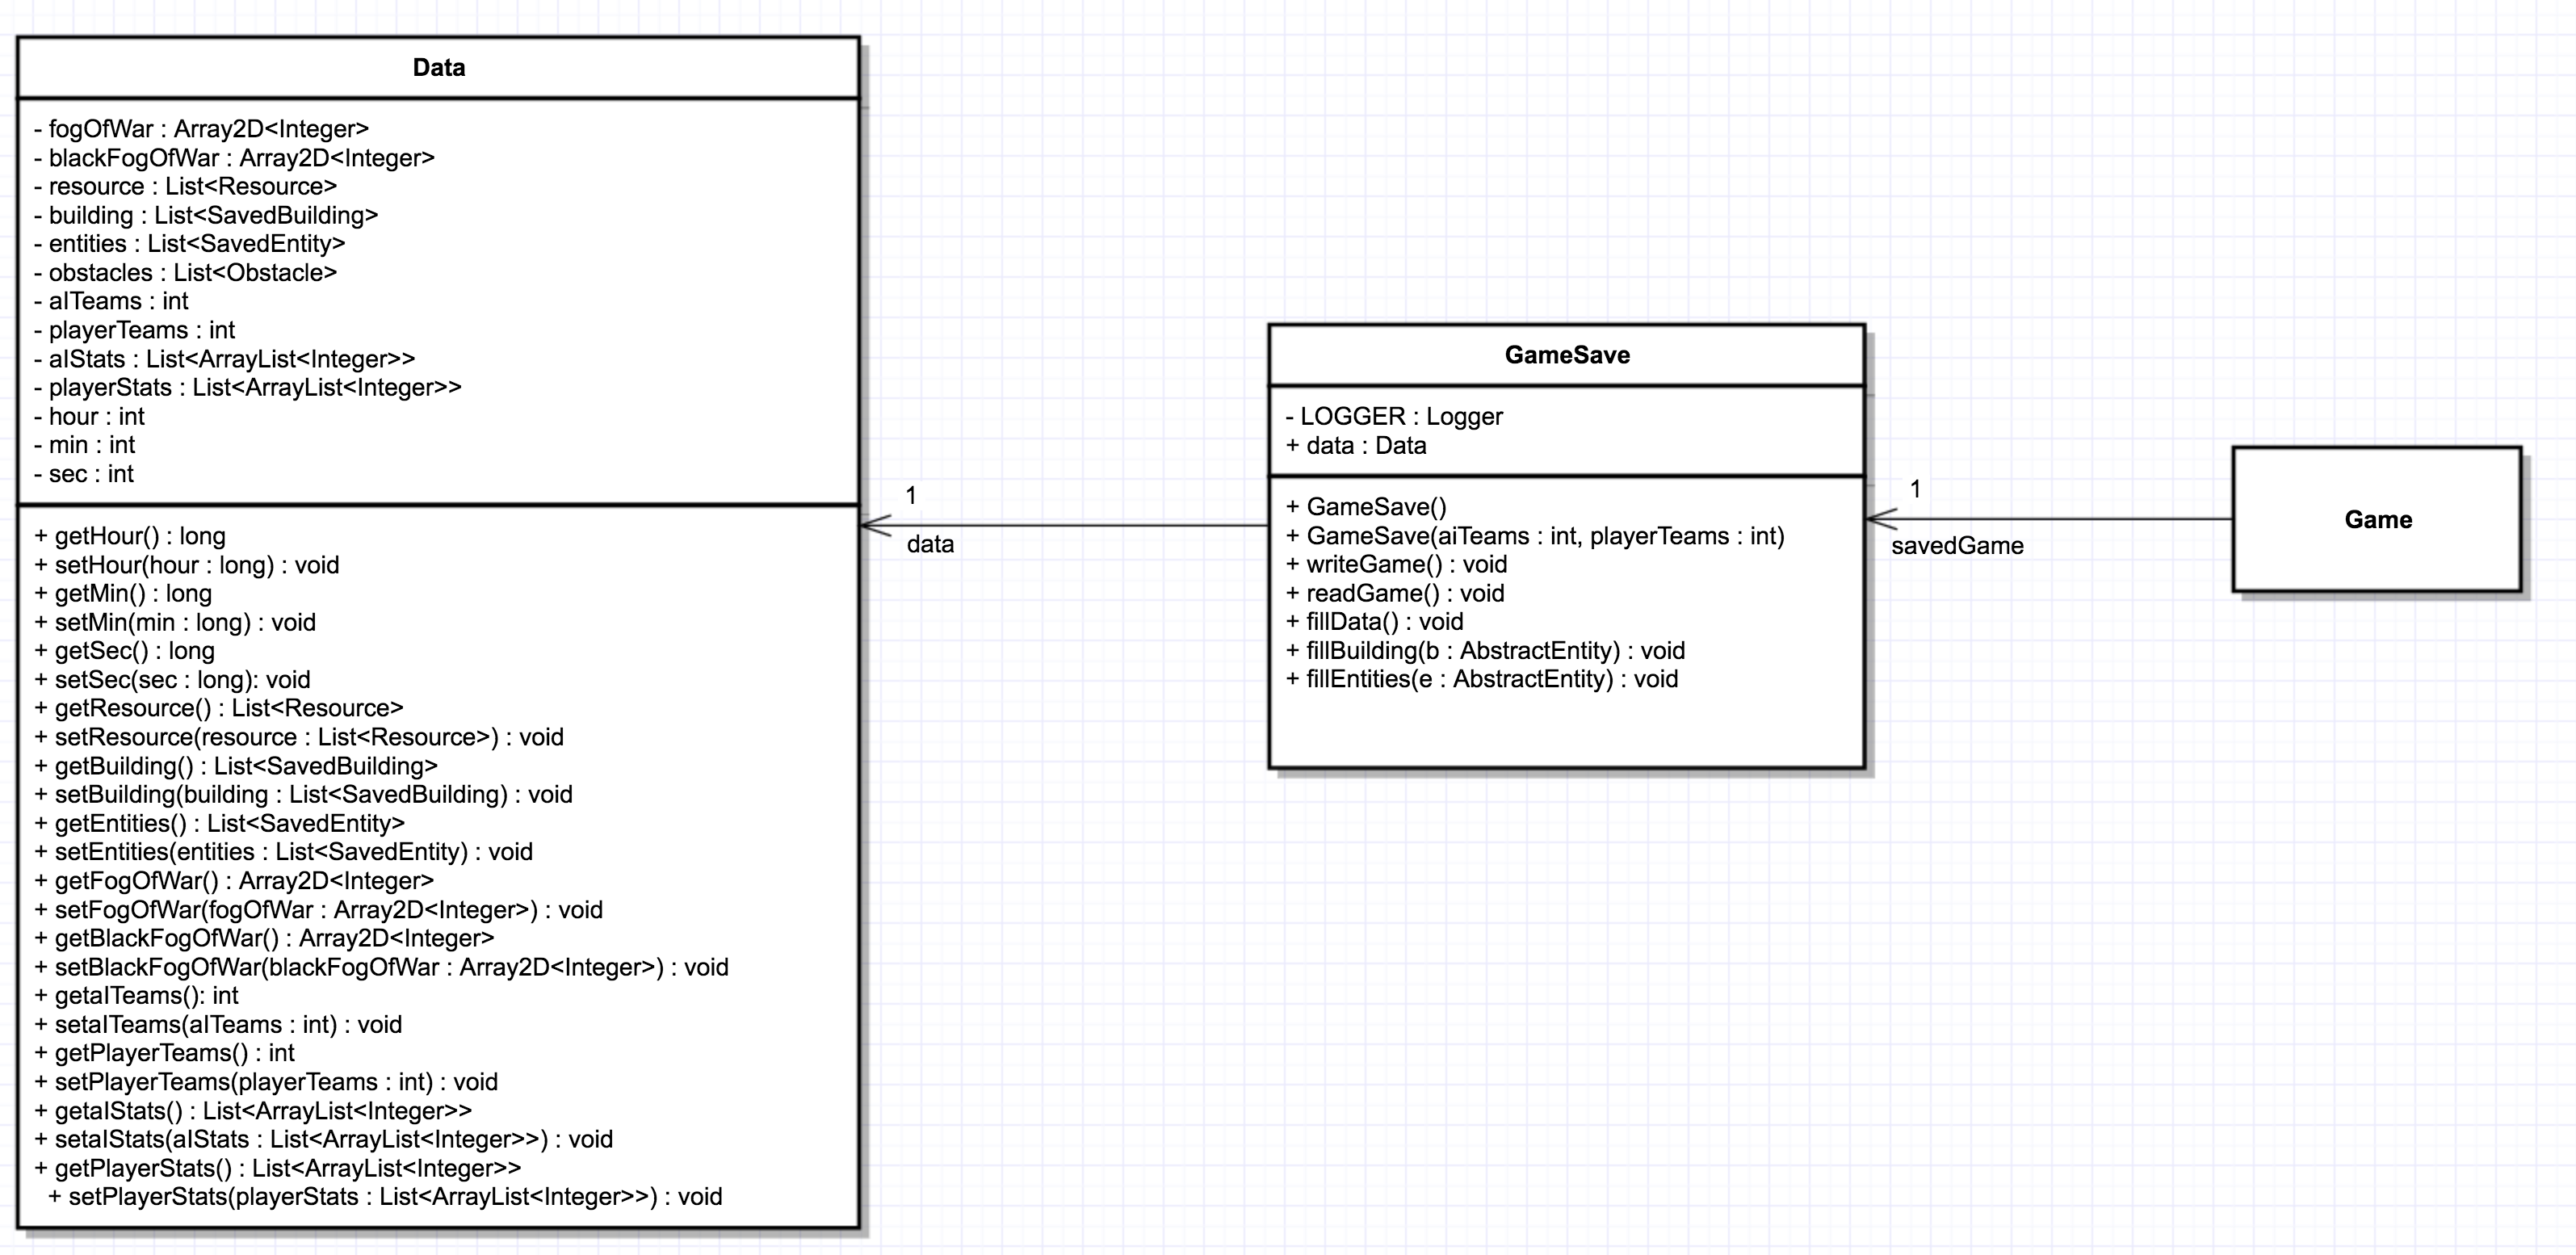 Data
- fogOfWar : Array2D<Integer>
- blackFogOfWar : Array2D<Integer>
- resource : List<Resource>
- building : List<SavedBuilding>
- entities : List<SavedEntity>
- obstacles : List<Obstacle>
- aITeams : int
- playerTeams : int
- aIStats : List<ArrayList<Integer>>
- playerStats : List<ArrayList<Integer>>
- hour : int
- min : int
- sec : int
+ getHour() : long
+ setHour(hour : long) : void
+ getMin() : long
+ setMin(min : long) : void
+ getSec() : long
+ setSec(sec : long): void
+ getResource() : List<Resource>
+ setResource(resource : List<Resource>) : void
+ getBuilding() : List<SavedBuilding>
+ setBuilding(building : List<SavedBuilding) : void
+ getEntities() : List<SavedEntity>
+ setEntities(entities : List<SavedEntity) : void
+ getFogOfWar() : Array2D<Integer>
+ setFogOfWar(fogOfWar : Array2D<Integer>) : void
+ getBlackFogOfWar() : Array2D<Integer>
+ setBlackFogOfWar(blackFogOfWar : Array2D<Integer>) : void
+ getaITeams(): int
+ setaITeams(aITeams : int) : void
+ getPlayerTeams() : int
+ setPlayerTeams(playerTeams : int) : void
+ getaIStats() : List<ArrayList<Integer>>
+ setaIStats(aIStats : List<ArrayList<Integer>>) : void
+ getPlayerStats() : List<ArrayList<Integer>>
+ setPlayerStats(playerStats : List<ArrayList<Integer>>) : void
1
data
GameSave
- LOGGER : Logger
+ data : Data
+ GameSave()
+ GameSave(aiTeams : int, playerTeams : int)
+ writeGame() : void
+ readGame() : void
+ fillData() : void
+ fillBuilding(b : AbstractEntity) : void
+ fillEntities(e : AbstractEntity) : void
1
savedGame
Game